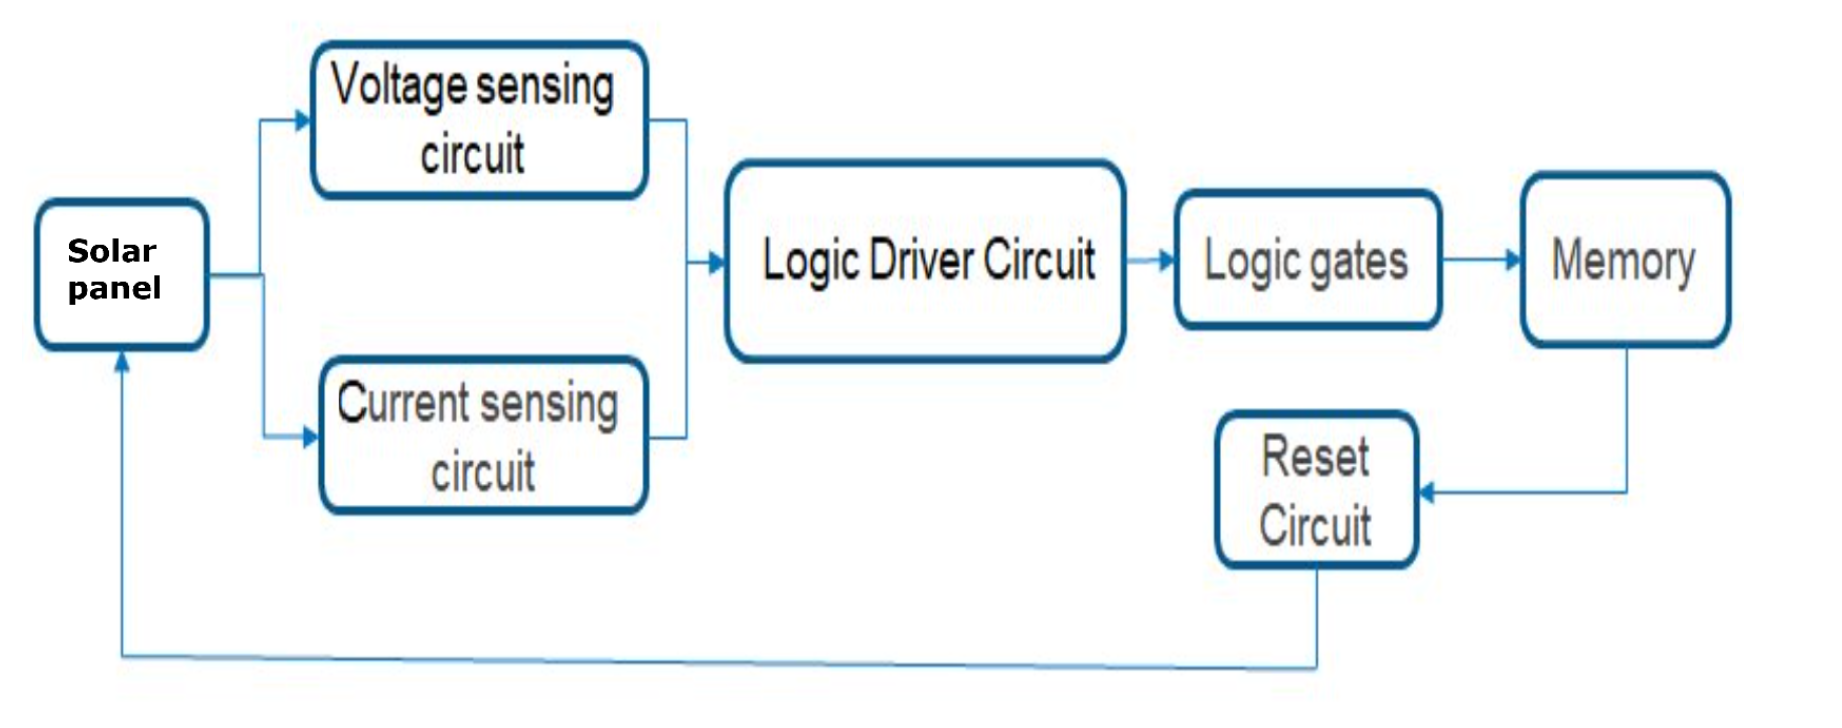 Voltage sensing
circuit
Solar
panel
Logic Driver Circuit
Logic gates
Memory
Current sensing
circuit
Reset
Circuit